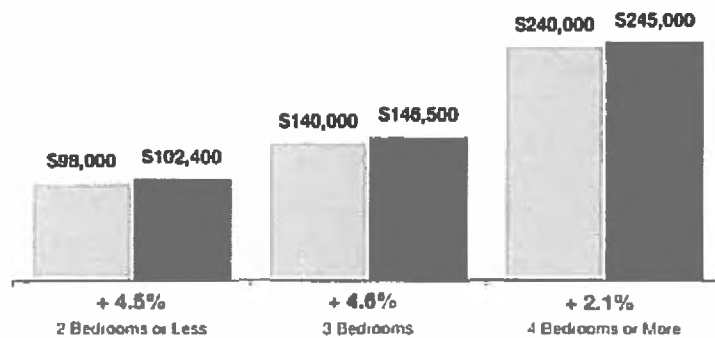 $240,000 $245,000
$140,000 $146,500
$98,000 $102,400
+ 4.5% + 4.6% + 2.1%
2 Bedrooms or Less 3 Bedrooms 4 Bedrooms or More